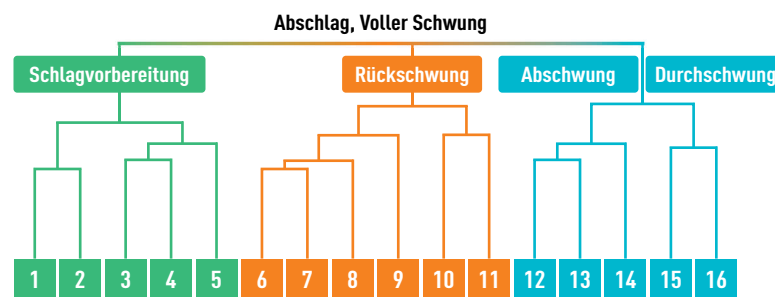 Abschlag, Voller Schwung
Schlagvorbereitung Rückschwung Abschwung Durchschwung
1 2 3 4 5 6 7 8 9 10 11 12 13 14 15 16